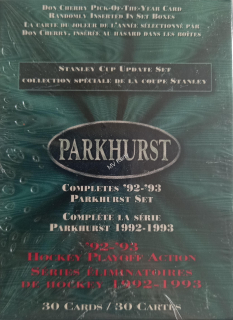 Don Cherry Pick-Of-The-Year Card
Randomly Inserted In Set Boxes
La carte du joueur de l'année sélectionné par
Don Cherry, insérée au hasard dans les boîtes
Stanley Cup Update Set
collection spéciale de la coupe Stanley
PARKHURST
Completes '92-'93
Parkhurst Set
Complète la série
Parkhurst 1992-1993
'92-'93
Hockey Playoff Action
Séries éliminatoires
de hockey 1992-1993
30 Cards / 30 Cartes